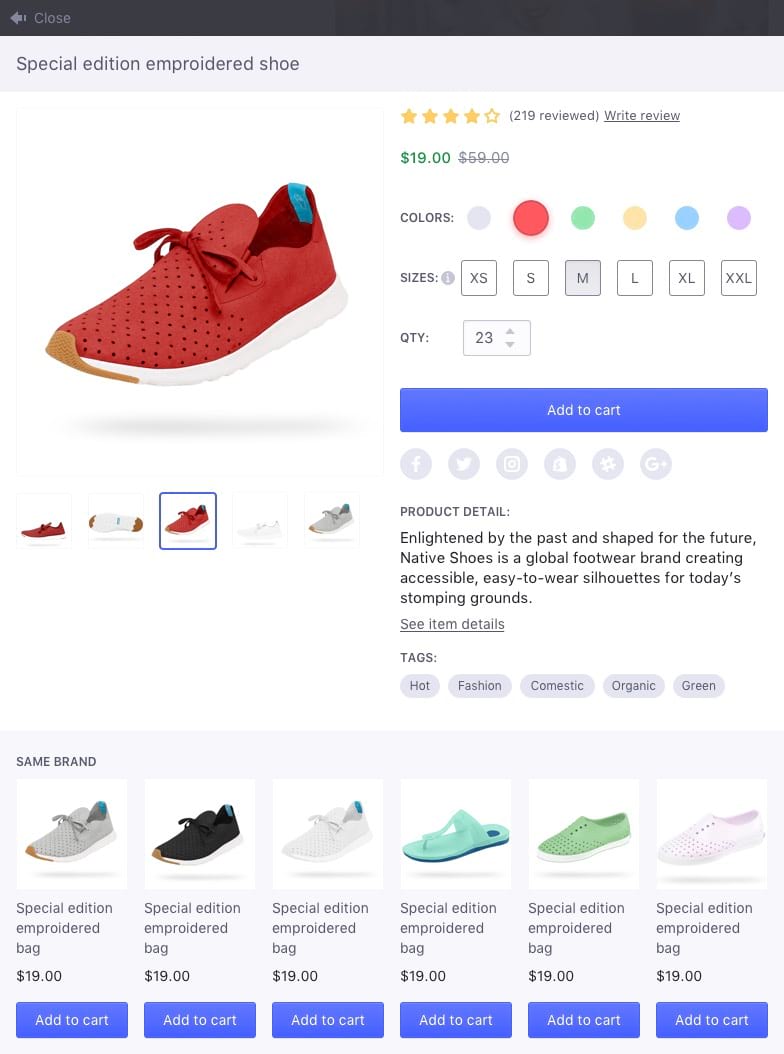 Close
Special edition emproidered shoe
(219 reviewed) Write review
$19.00 $59.00
COLORS:
SIZES: XS S M L XL XXL
QTY: 23
Add to cart
PRODUCT DETAIL:
Enlightened by the past and shaped for the future,
Native Shoes is a global footwear brand creating
accessible, easy-to-wear silhouettes for today’s
stomping grounds.
See item details
TAGS:
Hot Fashion Comestic Organic Green
SAME BRAND
Special edition emproidered bag
$19.00
Add to cart
Special edition emproidered bag
$19.00
Add to cart
Special edition emproidered bag
$19.00
Add to cart
Special edition emproidered bag
$19.00
Add to cart
Special edition emproidered bag
$19.00
Add to cart
Special edition emproidered bag
$19.00
Add to cart